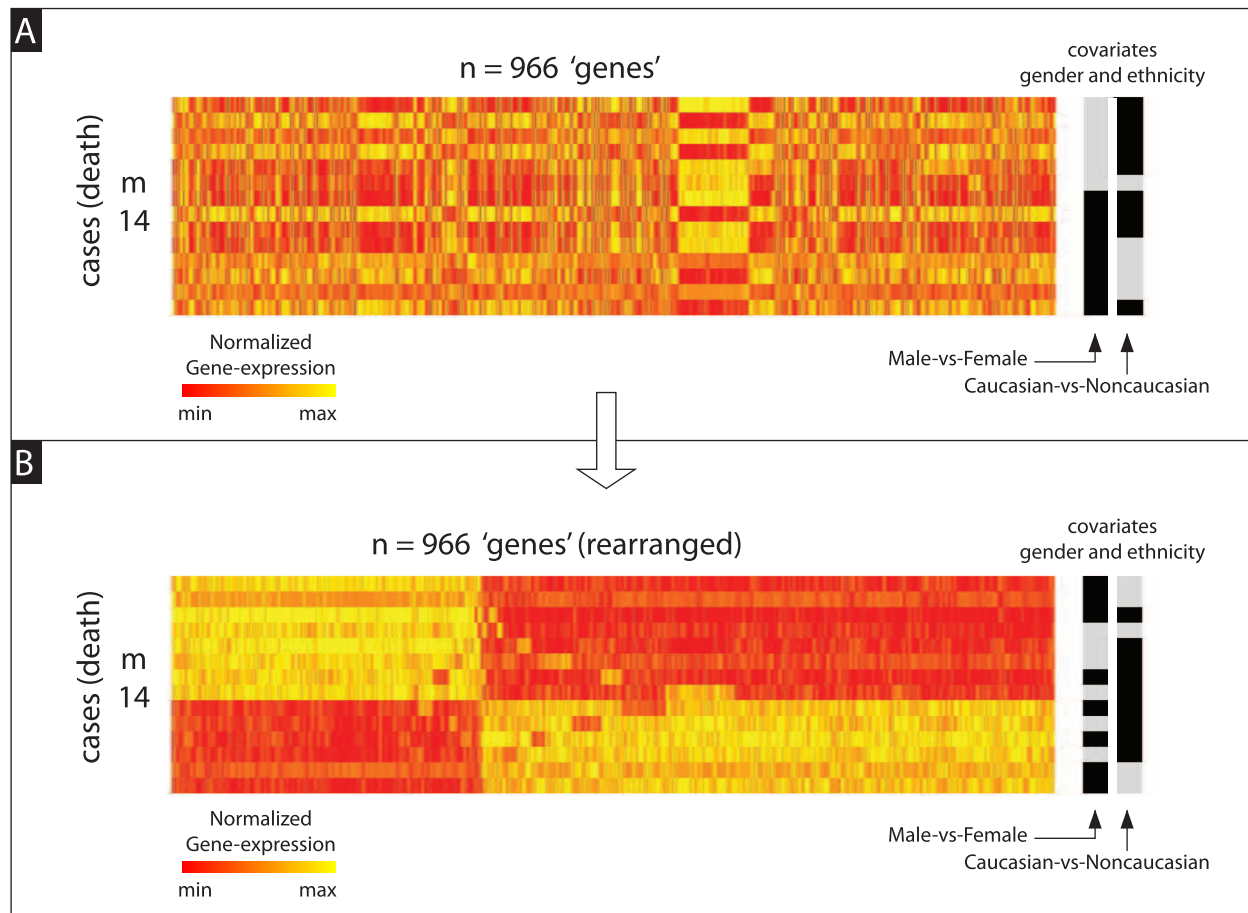 A
n = 966 'genes'
covariates
gender and ethnicity
cases (death)
m
14
Normalized
Gene-expression
min max
Male-vs-Female
Caucasian-vs-Noncaucasian
B
n = 966 'genes' (rearranged)
covariates
gender and ethnicity
cases (death)
m
14
Normalized
Gene-expression
min max
Male-vs-Female
Caucasian-vs-Noncaucasian